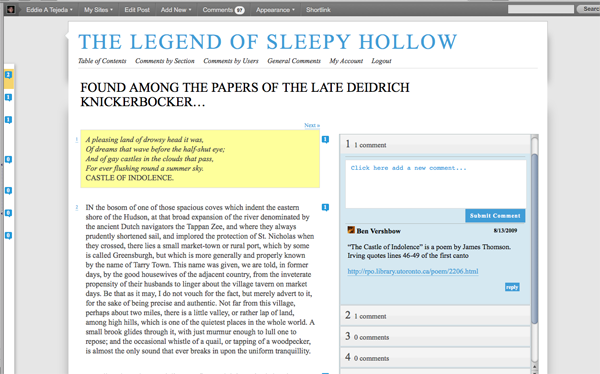 Eddie A Tejeda My Sites Edit Post Add New Comments 97 Appearance Shortlink Search
THE LEGEND OF SLEEPY HOLLOW
Table of Contents Comments by Section Comments by Users General Comments My Account Logout
FOUND AMONG THE PAPERS OF THE LATE DEIDRICH
KNICKERBOCKER…
Next »
A pleasing land of drowsy head it was,
Of dreams that wave before the half-shut eye;
And of gay castles in the clouds that pass,
For ever flushing round a summer sky.
CASTLE OF INDOLENCE.
IN the bosom of one of those spacious coves which indent the eastern
shore of the Hudson, at that broad expansion of the river denominated by
the ancient Dutch navigators the Tappan Zee, and where they always
prudently shortened sail, and implored the protection of St. Nicholas when
they crossed, there lies a small market-town or rural port, which by some
is called Greensburgh, but which is more generally and properly known
by the name of Tarry Town. This name was given, we are told, in former
days, by the good housewives of the adjacent country, from the inveterate
propensity of their husbands to linger about the village tavern on market
days. Be that as it may, I do not vouch for the fact, but merely advert to it,
for the sake of being precise and authentic. Not far from this village,
perhaps about two miles, there is a little valley, or rather lap of land,
among high hills, which is one of the quietest places in the whole world. A
small brook glides through it, with just murmur enough to lull one to
repose; and the occasional whistle of a quail, or tapping of a woodpecker,
is almost the only sound that ever breaks in upon the uniform tranquillity.
1 1 comment
Click here add a new comment...
Submit Comment
Ben Vershbow 8/13/2009
“The Castle of Indolence” is a poem by James Thomson.
Irving quotes lines 46-49 of the first canto
http://rpo.library.utoronto.ca/poem/2206.html
reply
2 1 comment
3 0 comments
4 0 comments